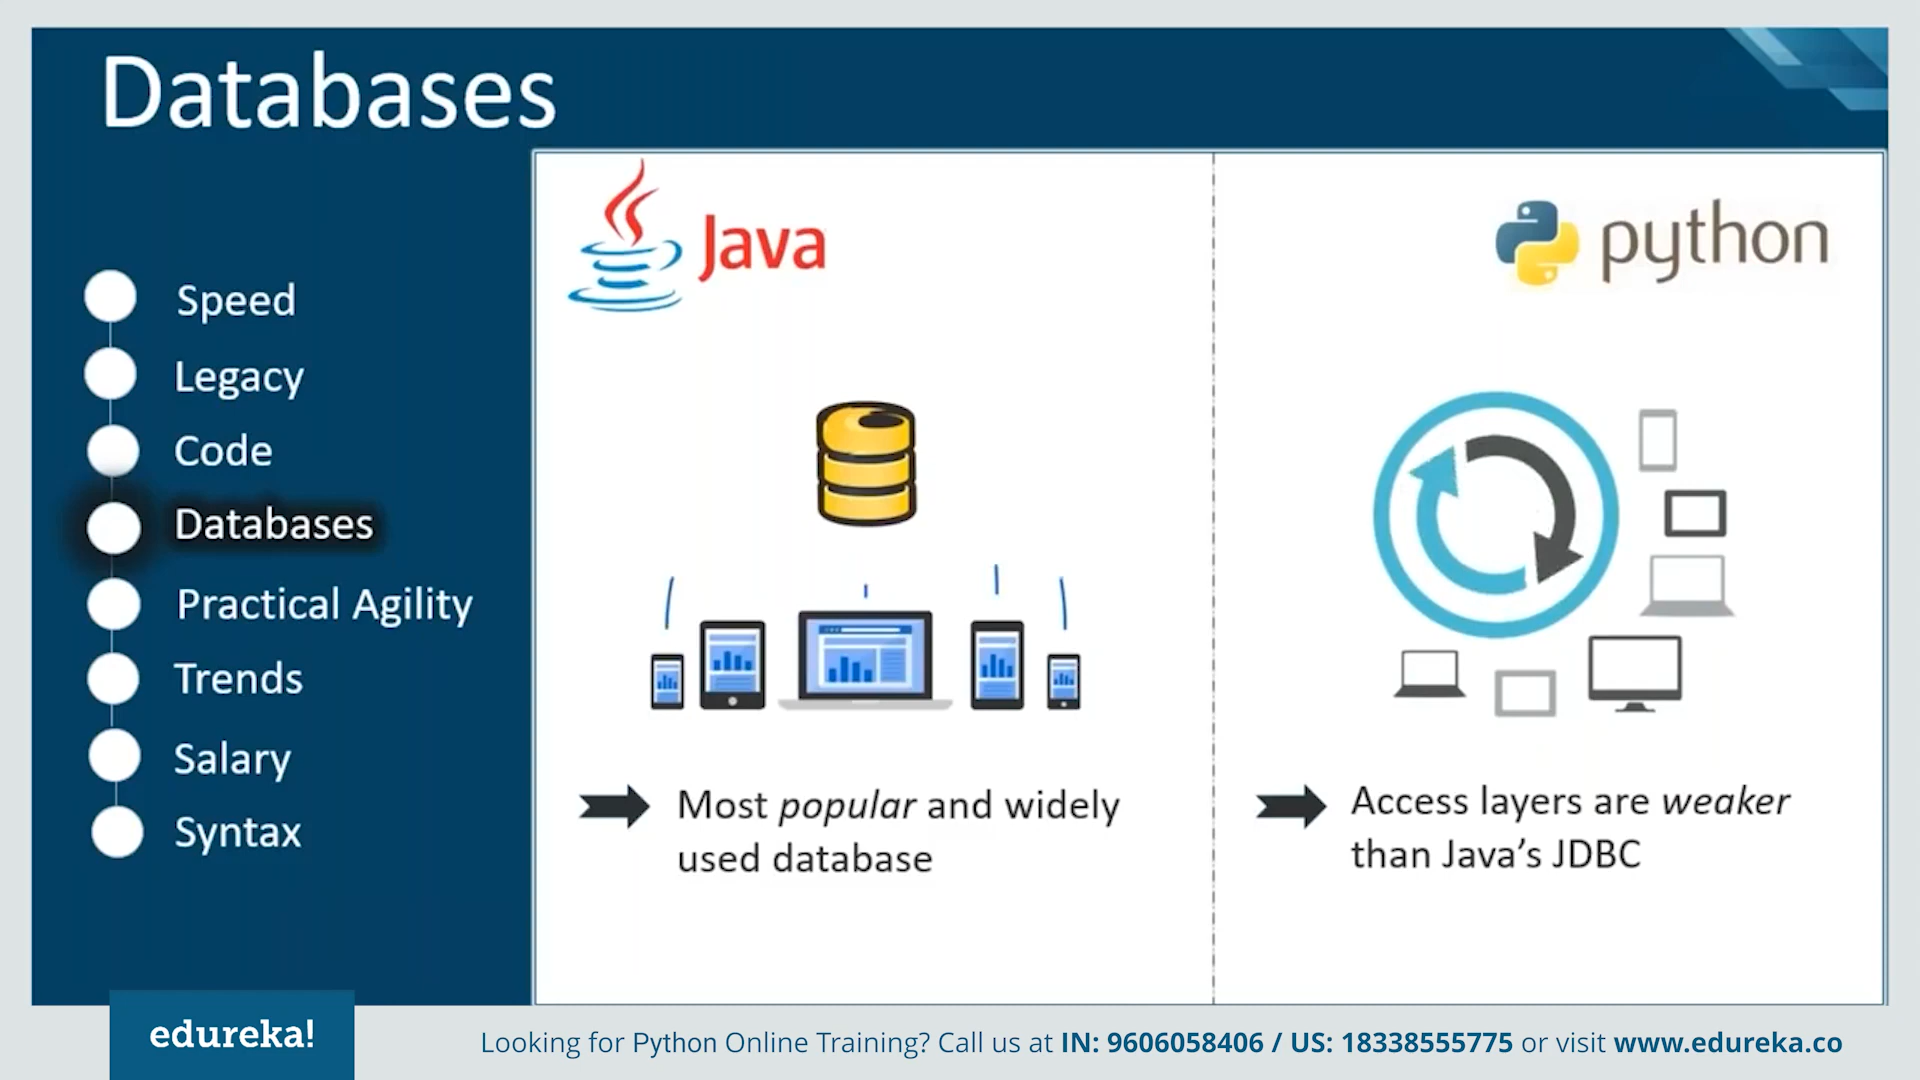 Databases
Speed
Legacy
Code
Databases
Practical Agility
Trends
Salary
Syntax
Java
Most popular and widely
used database
python
Access layers are weaker
than Java's JDBC
edureka!
Looking for Python Online Training? Call us at IN: 9606058406 / US: 18338555775 or visit www.edureka.co